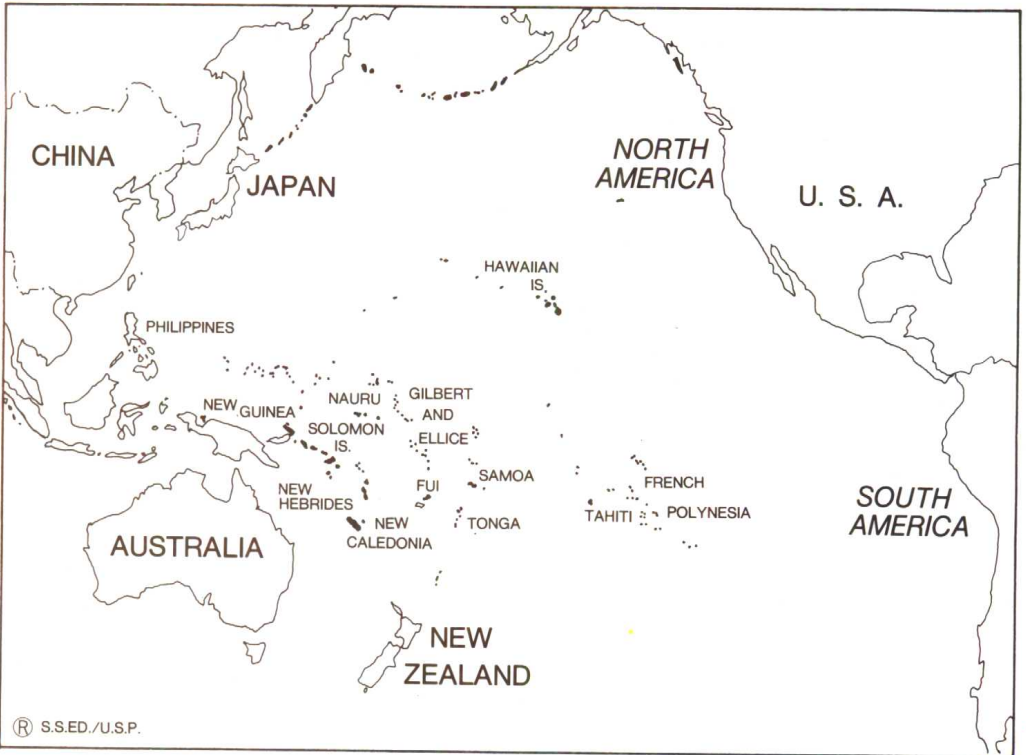 CHINA
JAPAN
NORTH
AMERICA
U. S. A.
HAWAIIAN
IS.
PHILIPPINES
NEW GUINEA
NAURU
GILBERT
AND
ELLICE
SOLOMON
IS.
NEW
HEBRIDES
FUI
SAMOA
NEW
CALEDONIA
TONGA
FRENCH
POLYNESIA
TAHITI
SOUTH
AMERICA
AUSTRALIA
NEW
ZEALAND
Ⓡ S.S.ED./U.S.P.